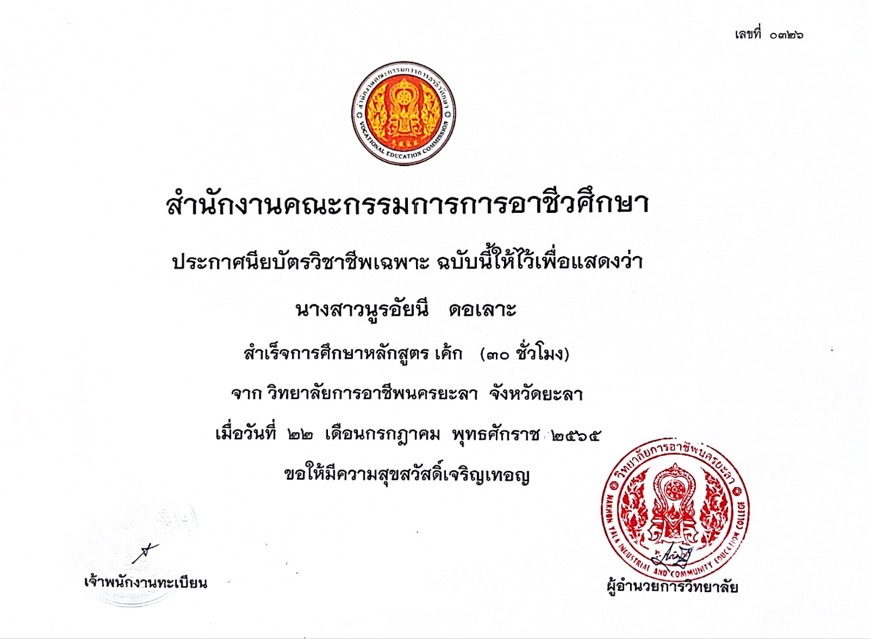 เลขที่ ๐๓๒๖
สำนักงานคณะกรรมการการอาชีวศึกษา
VOCATIONAL EDUCATION COMMISSION
สำนักงานคณะกรรมการการอาชีวศึกษา
ประกาศนียบัตรวิชาชีพเฉพาะ ฉบับนี้ให้ไว้เพื่อแสดงว่า
นางสาวนูรอัยนี ดอเลาะ
สำเร็จการศึกษาหลักสูตร เค้ก (๓๐ ชั่วโมง)
จาก วิทยาลัยการอาชีพนครยะลา จังหวัดยะลา
เมื่อวันที่ ๒๒ เดือนกรกฎาคม พุทธศักราช ๒๕๖๕
ขอให้มีความสุขสวัสดิ์เจริญเทอญ
วิทยาลัยการอาชีพนครยะลา
NAKHON YALA INDUSTRIAL AND COMMUNITY EDUCATION COLLEGE
เจ้าพนักงานทะเบียน
ผู้อำนวยการวิทยาลัย